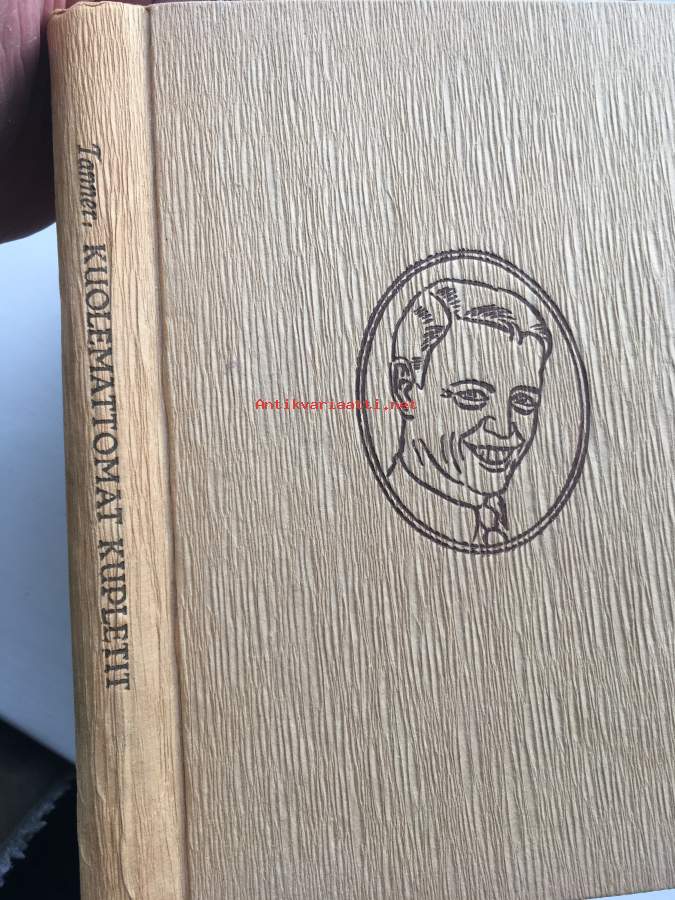 Tanner, KUOLEMATTOMAT KUPLETIT
Antikvariaatti.net